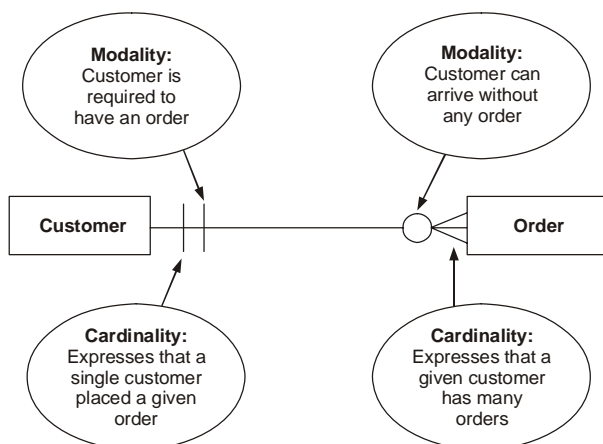 Modality:
Customer is
required to
have an order
Modality:
Customer can
arrive without
any order
Customer
Order
Cardinality:
Expresses that a
single customer
placed a given
order
Cardinality:
Expresses that a
given customer
has many
orders